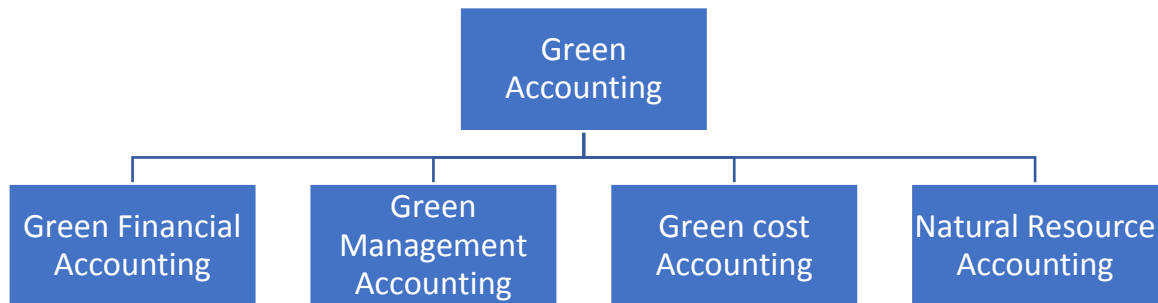 Green
Accounting
Green Financial
Accounting
Green
Management
Accounting
Green cost
Accounting
Natural Resource
Accounting